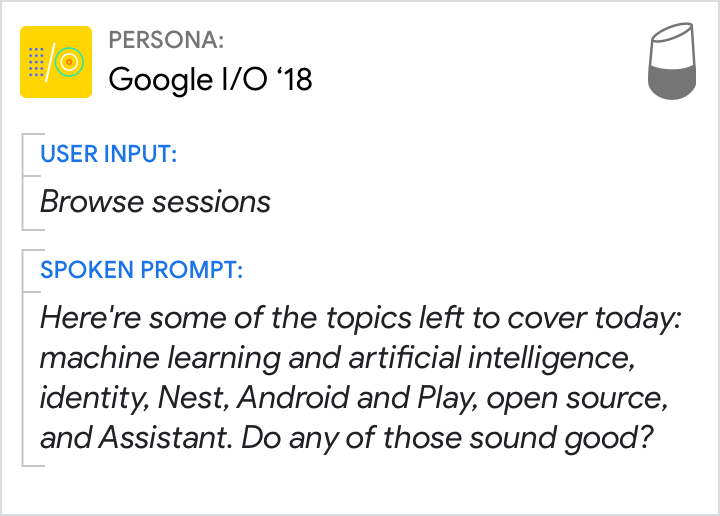 PERSONA:
Google I/O ‘18
USER INPUT:
Browse sessions
SPOKEN PROMPT:
Here're some of the topics left to cover today:
machine learning and artificial intelligence,
identity, Nest, Android and Play, open source,
and Assistant. Do any of those sound good?